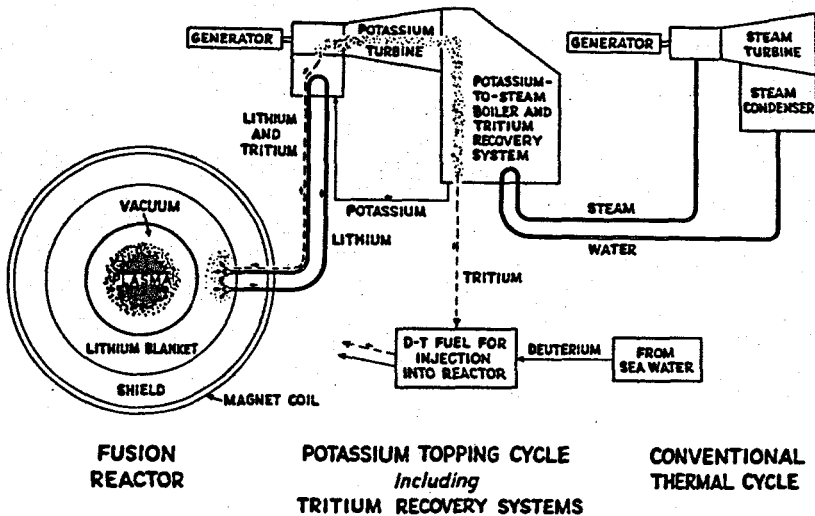 GENERATOR
POTASSIUM
TURBINE
GENERATOR
STEAM
TURBINE
STEAM
CONDENSER
POTASSIUM-
TO-STEAM
BOILER AND
TRITIUM
RECOVERY
SYSTEM
LITHIUM
AND
TRITIUM
VACUUM
POTASSIUM
STEAM
LITHIUM
WATER
PLASMA
TRITIUM
LITHIUM BLANKET
D-T FUEL FOR
INJECTION
INTO REACTOR
DEUTERIUM
FROM
SEA WATER
SHIELD
MAGNET COIL
FUSION
REACTOR
POTASSIUM TOPPING CYCLE
including
TRITIUM RECOVERY SYSTEMS
CONVENTIONAL
THERMAL CYCLE